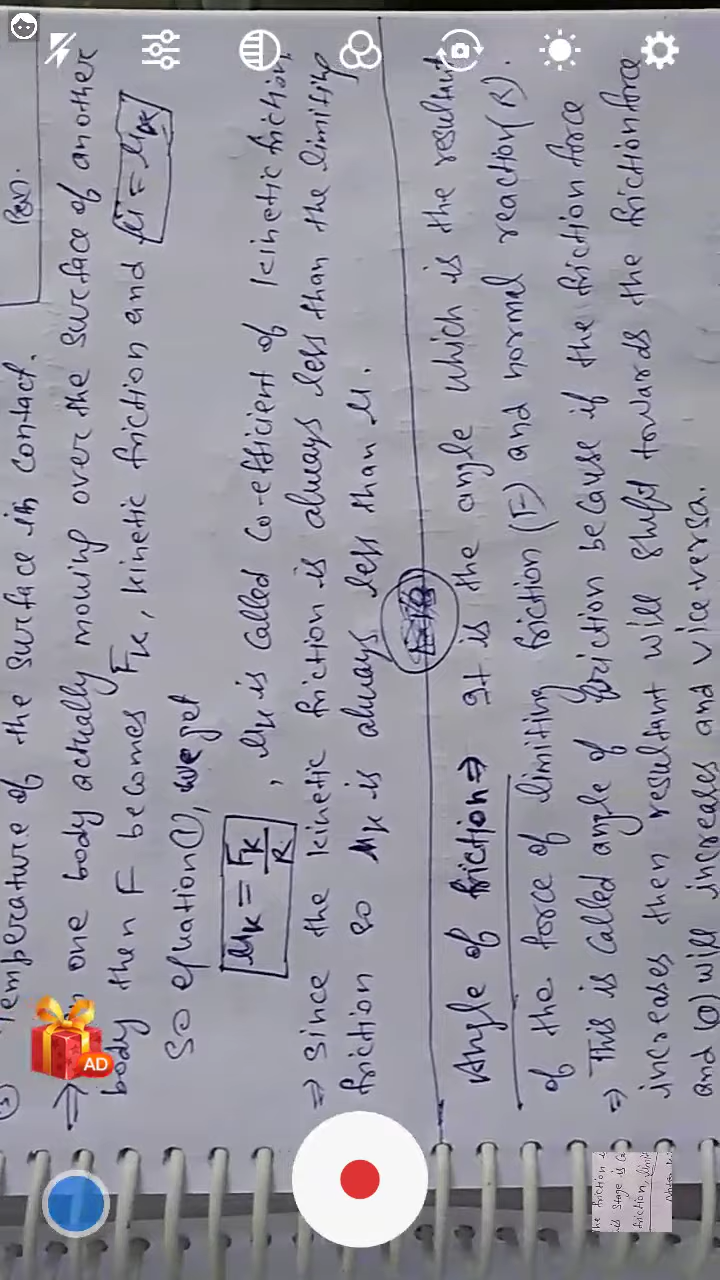 Pen.
Temperature of the surface in contact.
⇒ one body actually moving over the surface of another
body then F becomes Fk, kinetic friction and μ = μk
So equation ①, we get
μk = Fk/R , μk is called co-efficient of kinetic friction,
⇒ Since the kinetic friction is always less than the limiting
friction so μk is always less than μ.
Angle of friction ⇒ It is the angle which is the resultant
of the force of limiting friction (F) and normal reaction (R).
⇒ This is called angle of friction because if the friction force
increases then resultant will shift towards the friction force
and (θ) will increases and vice versa.
AD